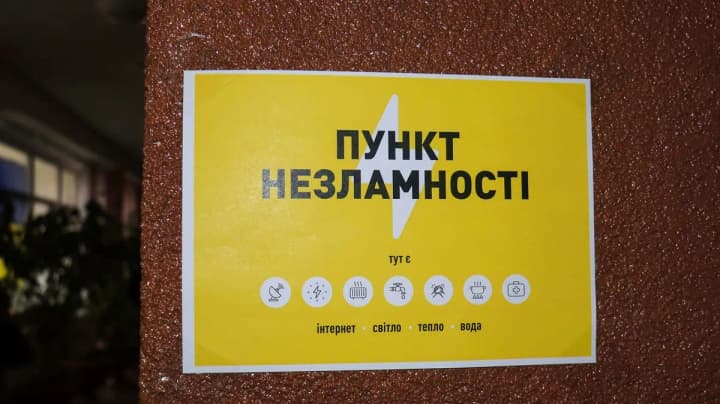 ПУНКТ
НЕЗЛАМНОСТІ
тут є
інтернет • світло • тепло • вода